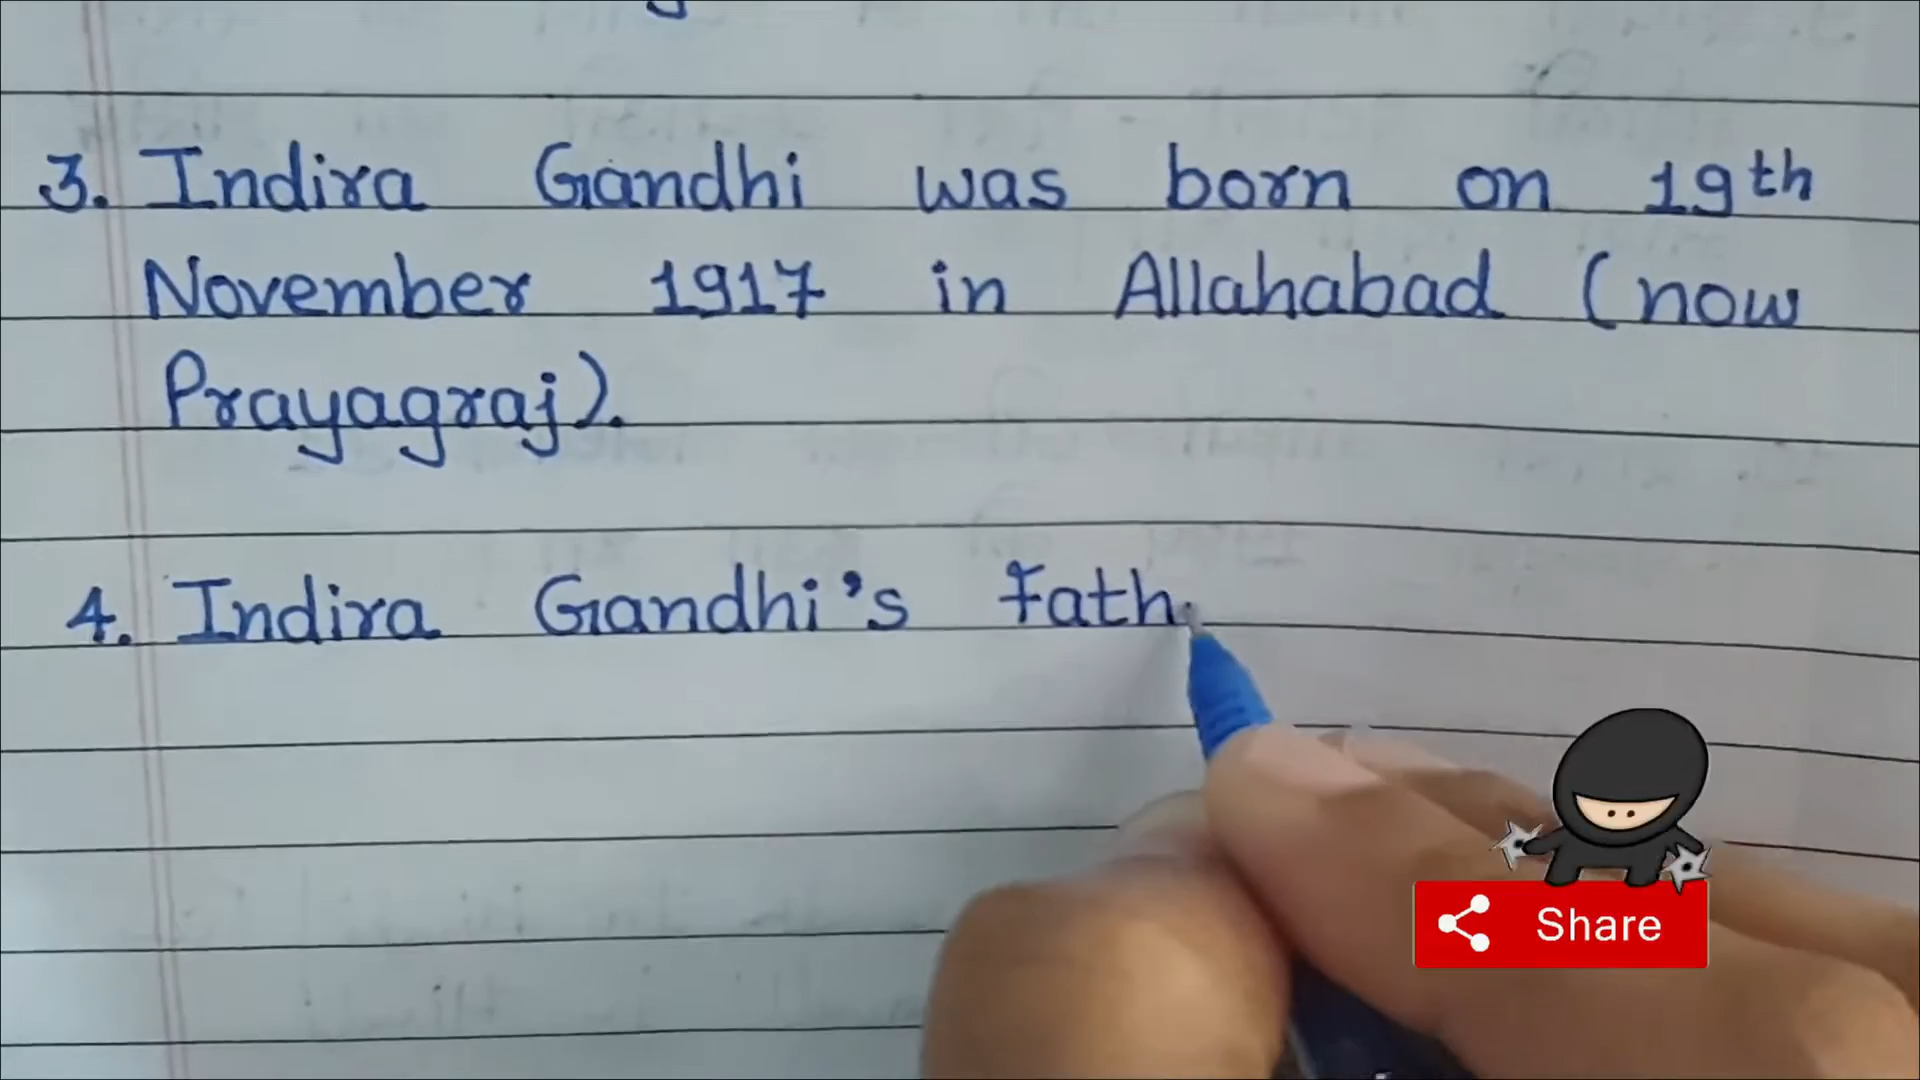 3. Indira Gandhi was born on 19th
November 1917 in Allahabad (now
Prayagraj).
4. Indira Gandhi's fath
Share